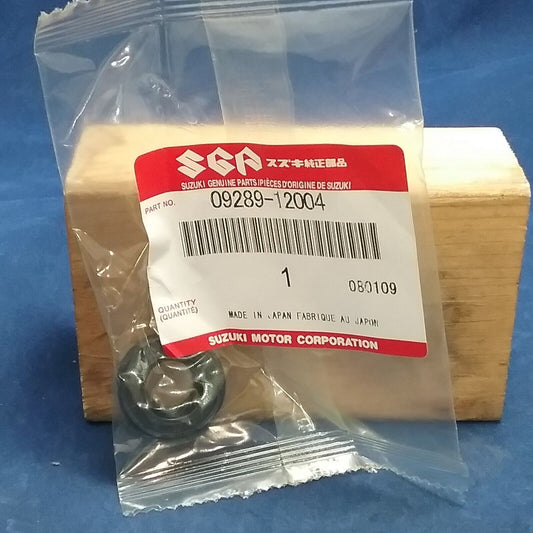 SGP スズキ純正部品
SUZUKI GENUINE PARTS/PIÈCES D'ORIGINE DE SUZUKI
PART NO. 09289-12004
1 080109
QUANTITY
(QUANTITÉ)
MADE IN JAPAN FABRIQUE AU JAPON
SUZUKI MOTOR CORPORATION